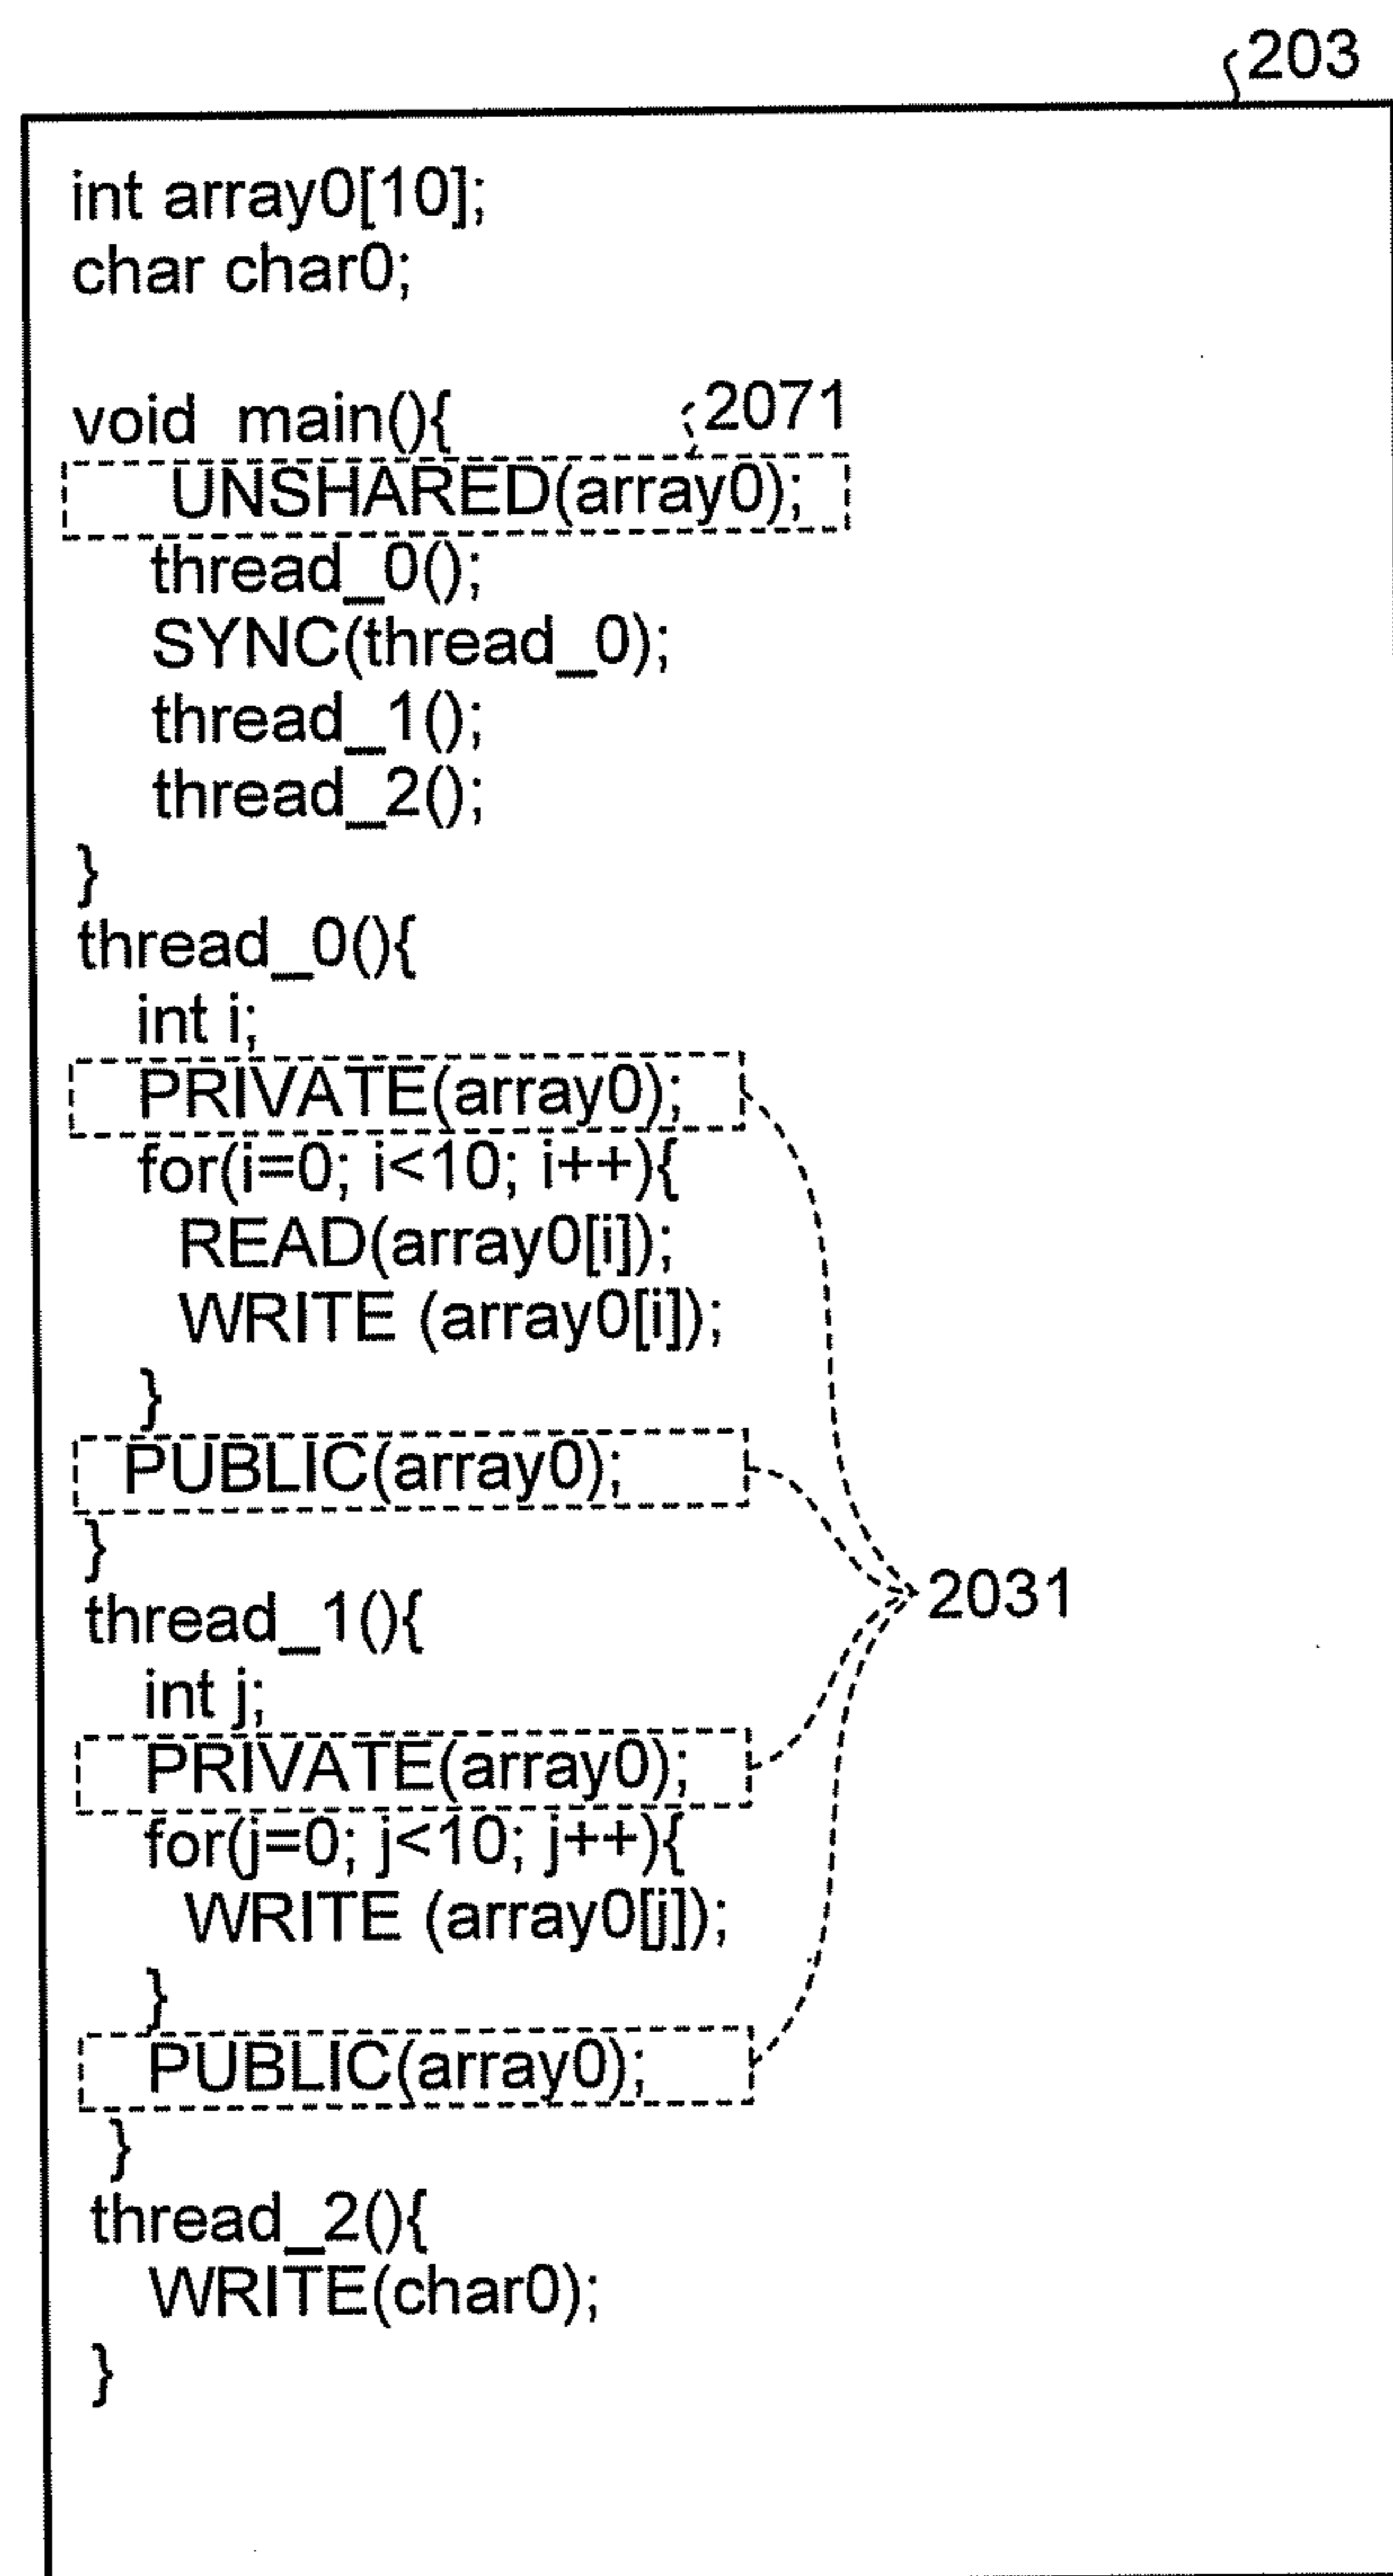 203
int array0[10];
char char0;
void main(){
2071
UNSHARED(array0);
thread_0();
SYNC(thread_0);
thread_1();
thread_2();
}
thread_0(){
int i;
PRIVATE(array0);
for(i=0; i<10; i++){
READ(array0[i]);
WRITE (array0[i]);
}
PUBLIC(array0);
}
2031
thread_1(){
int j;
PRIVATE(array0);
for(j=0; j<10; j++){
WRITE (array0[j]);
}
PUBLIC(array0);
}
thread_2(){
WRITE(char0);
}